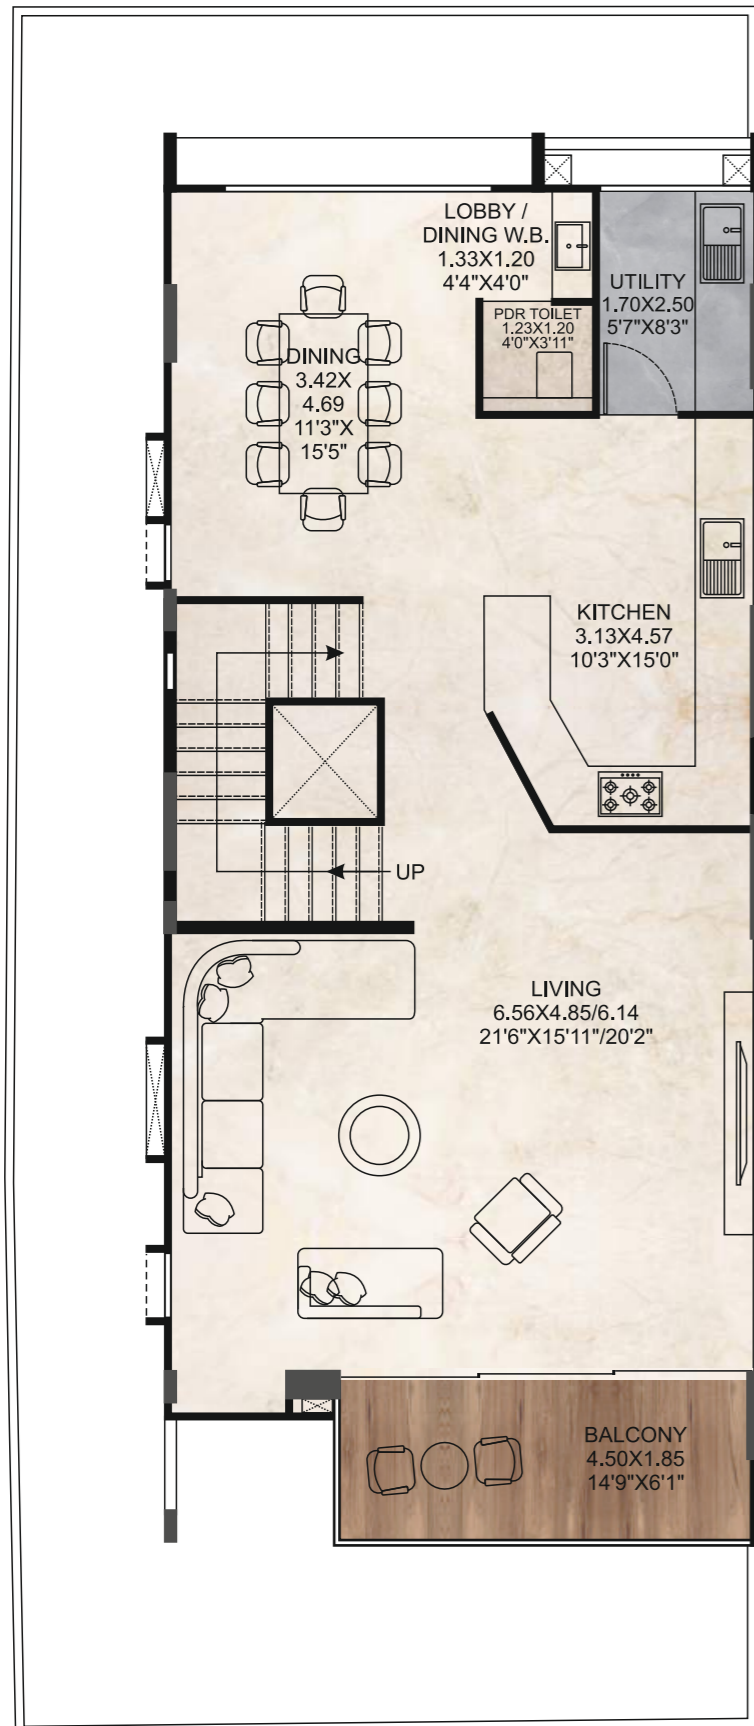 LOBBY /
DINING W.B.
1.33X1.20
4'4"X4'0"
UTILITY
1.70X2.50
5'7"X8'3"
PDR TOILET
1.23X1.20
4'0"X3'11"
DINING
3.42X
4.69
11'3"X
15'5"
KITCHEN
3.13X4.57
10'3"X15'0"
UP
LIVING
6.56X4.85/6.14
21'6"X15'11"/20'2"
BALCONY
4.50X1.85
14'9"X6'1"